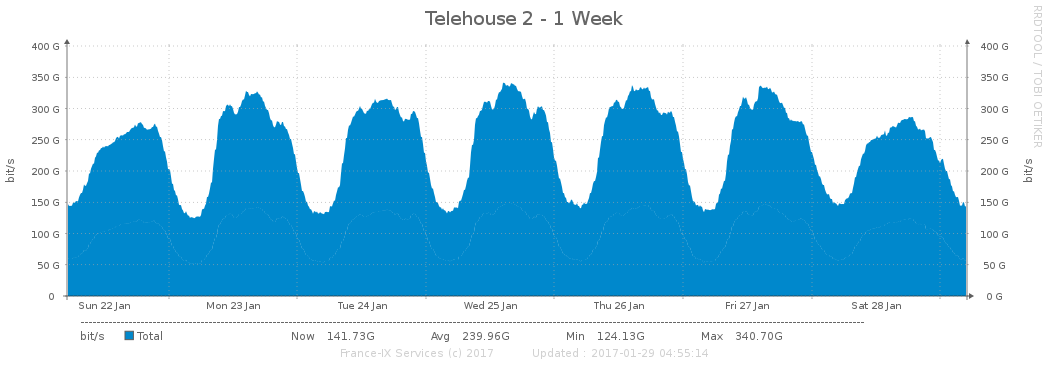 Telehouse 2 - 1 Week
RRDTOOL / TOBI OETIKER
400 G 400 G
350 G 350 G
300 G 300 G
250 G 250 G
200 G 200 G
150 G 150 G
100 G 100 G
50 G 50 G
0 0 G
bit/s
bit/s
Sun 22 Jan Mon 23 Jan Tue 24 Jan Wed 25 Jan Thu 26 Jan Fri 27 Jan Sat 28 Jan
bit/s Total Now 141.73G Avg 239.96G Min 124.13G Max 340.70G
France-IX Services (c) 2017 Updated : 2017-01-29 04:55:14